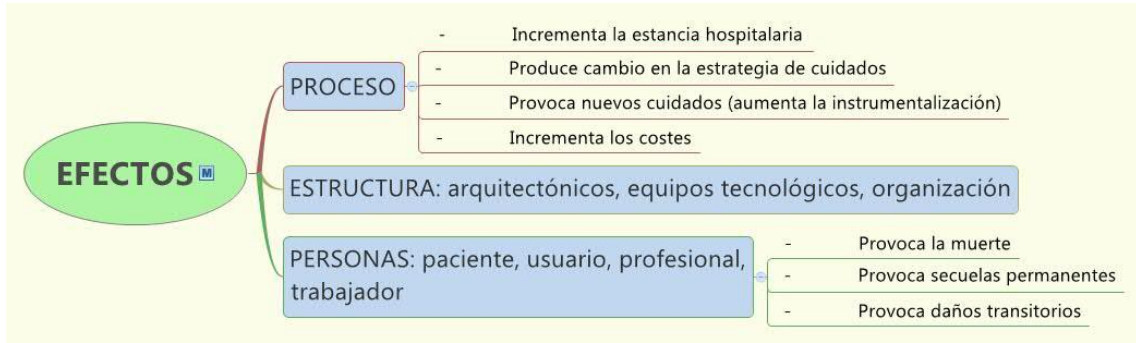 EFECTOS M
PROCESO
- Incrementa la estancia hospitalaria
- Produce cambio en la estrategia de cuidados
- Provoca nuevos cuidados (aumenta la instrumentalización)
- Incrementa los costes
ESTRUCTURA: arquitectónicos, equipos tecnológicos, organización
PERSONAS: paciente, usuario, profesional,
trabajador
- Provoca la muerte
- Provoca secuelas permanentes
- Provoca daños transitorios